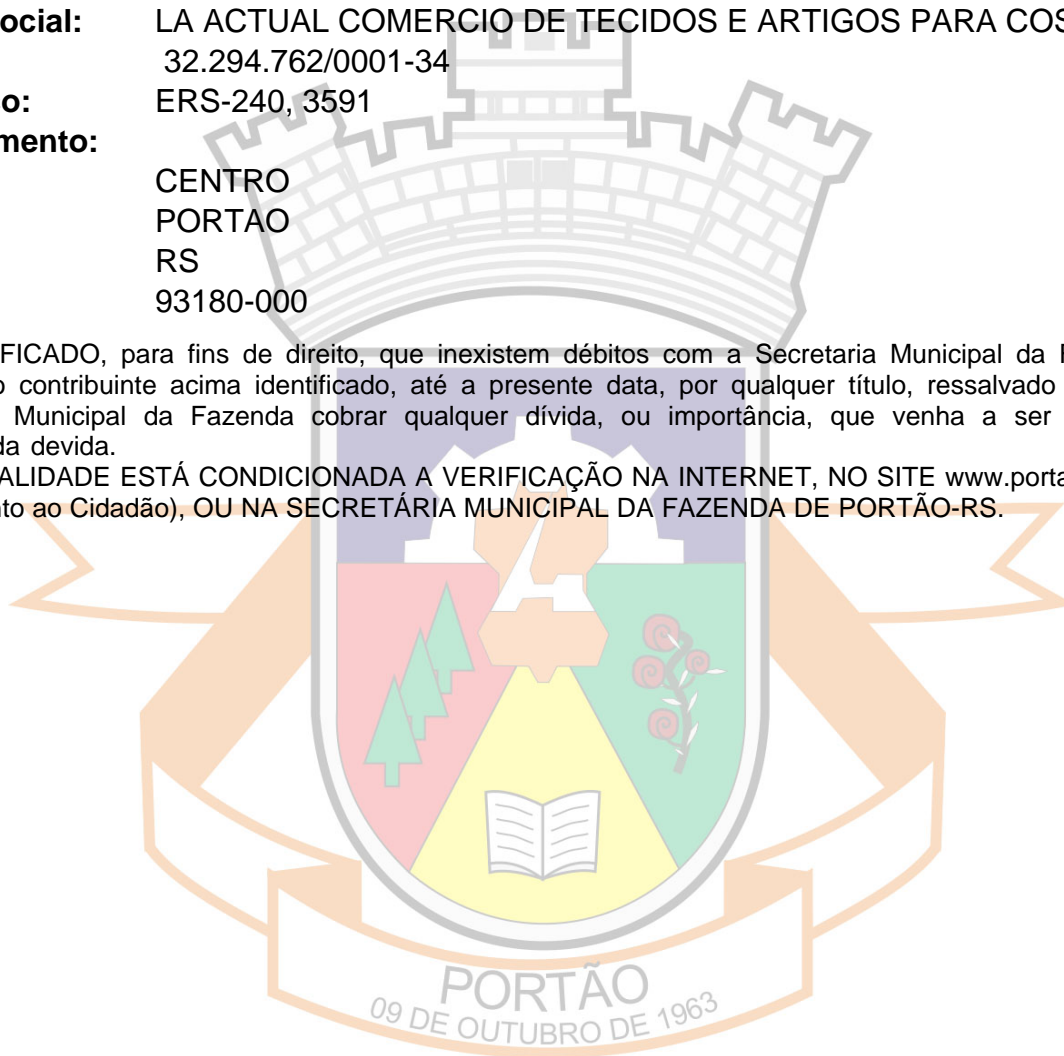 ocial: LA ACTUAL COMERCIO DE TECIDOS E ARTIGOS PARA COS
32.294.762/0001-34
o: ERS-240, 3591
mento:
CENTRO
PORTAO
RS
93180-000
FICADO, para fins de direito, que inexistem débitos com a Secretaria Municipal da
o contribuinte acima identificado, até a presente data, por qualquer título, ressalvado
Municipal da Fazenda cobrar qualquer dívida, ou importância, que venha a ser
da devida.
ALIDADE ESTÁ CONDICIONADA A VERIFICAÇÃO NA INTERNET, NO SITE www.porta
nto ao Cidadão), OU NA SECRETÁRIA MUNICIPAL DA FAZENDA DE PORTÃO-RS.
PORTÃO
09 DE OUTUBRO DE 1963